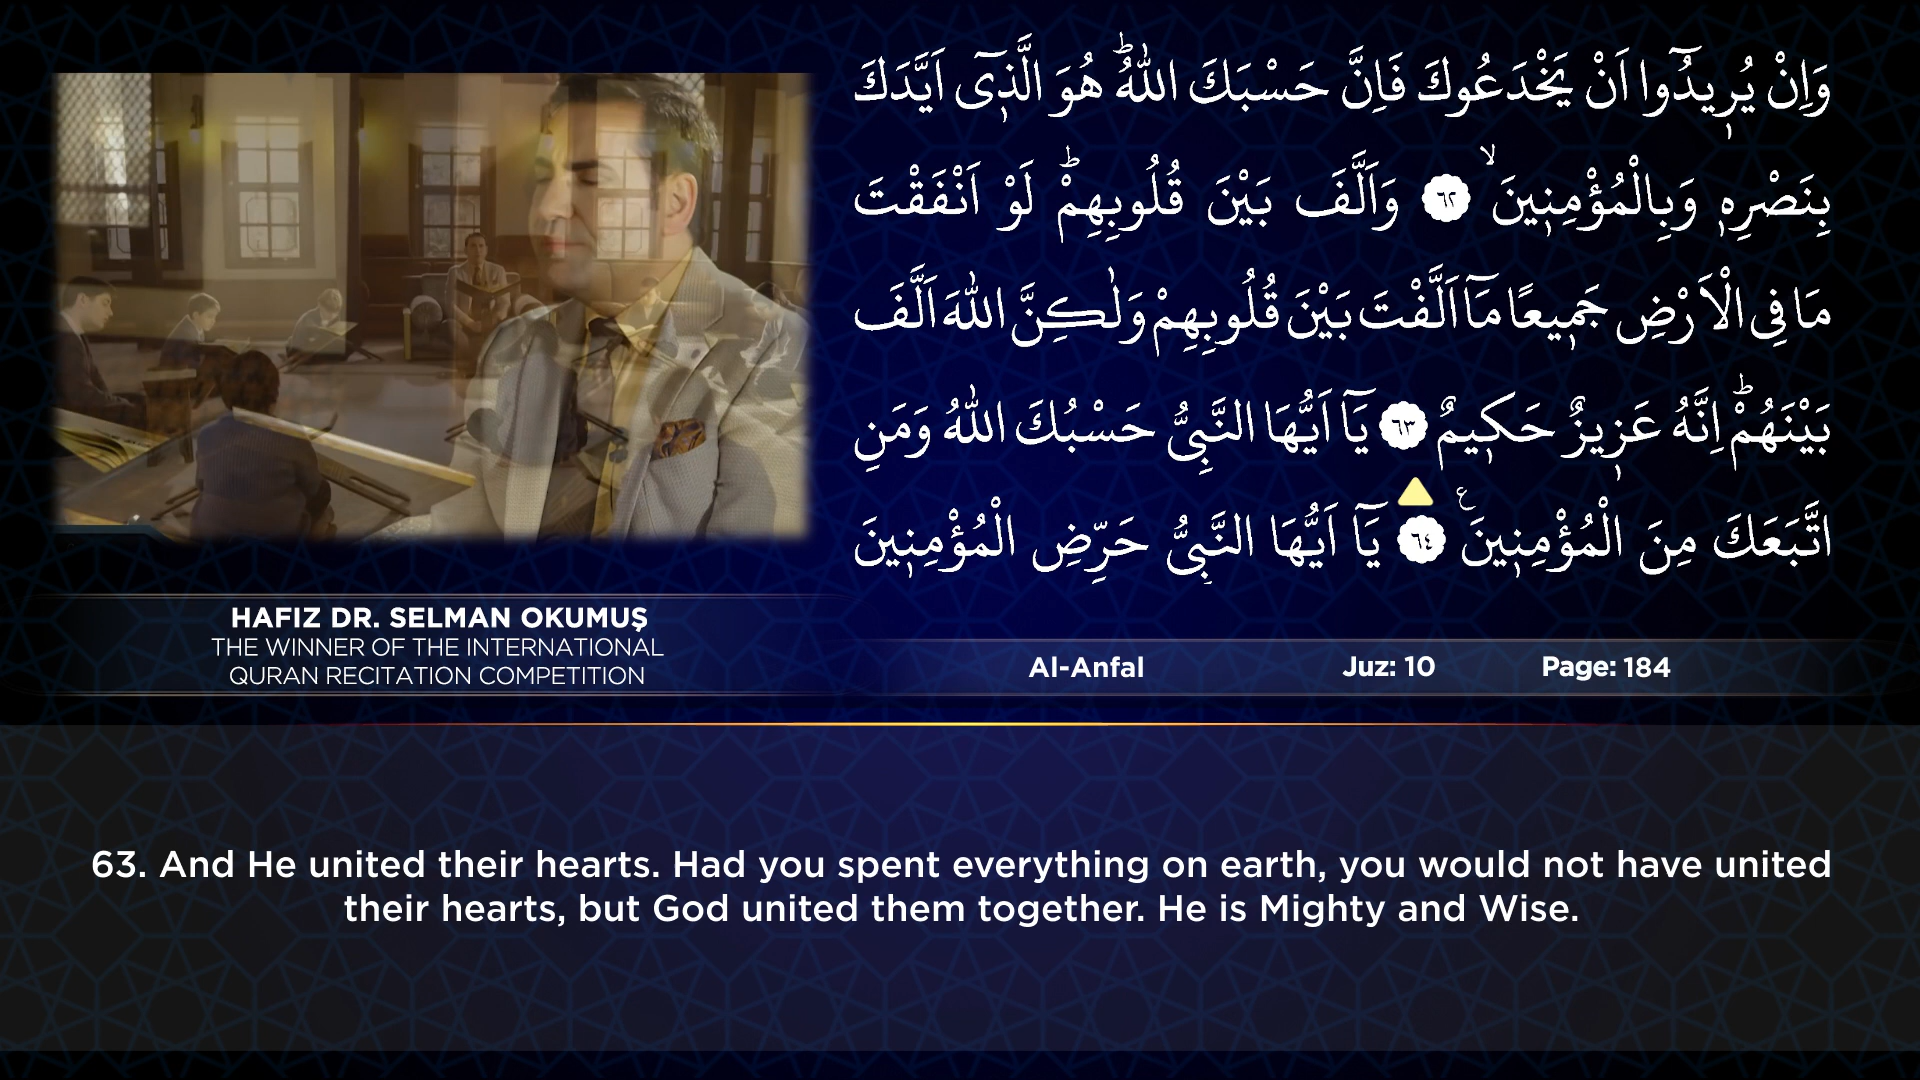 وَاِنْ يُرٖيدُٓوا اَنْ يَخْدَعُوكَ فَاِنَّ حَسْبَكَ اللّٰهُؕ هُوَ الَّذٖٓى اَيَّدَكَ
بِنَصْرِهٖ وَبِالْمُؤْمِنٖينَۙ ٦٢ وَاَلَّفَ بَيْنَ قُلُوبِهِمْؕ لَوْ اَنْفَقْتَ
مَا فِى الْاَرْضِ جَمٖيعًا مَٓا اَلَّفْتَ بَيْنَ قُلُوبِهِمْ وَلٰكِنَّ اللّٰهَ اَلَّفَ
بَيْنَهُمْؕ اِنَّهُ عَزٖيزٌ حَكٖيمٌ ٦٣ يَٓا اَيُّهَا النَّبِىُّ حَسْبُكَ اللّٰهُ وَمَنِ
اتَّبَعَكَ مِنَ الْمُؤْمِنٖينَ ع ٦٤ يَٓا اَيُّهَا النَّبِىُّ حَرِّضِ الْمُؤْمِنٖينَ
HAFIZ DR. SELMAN OKUMUŞ
THE WINNER OF THE INTERNATIONAL
QURAN RECITATION COMPETITION
Al-Anfal Juz: 10 Page: 184
63. And He united their hearts. Had you spent everything on earth, you would not have united
their hearts, but God united them together. He is Mighty and Wise.